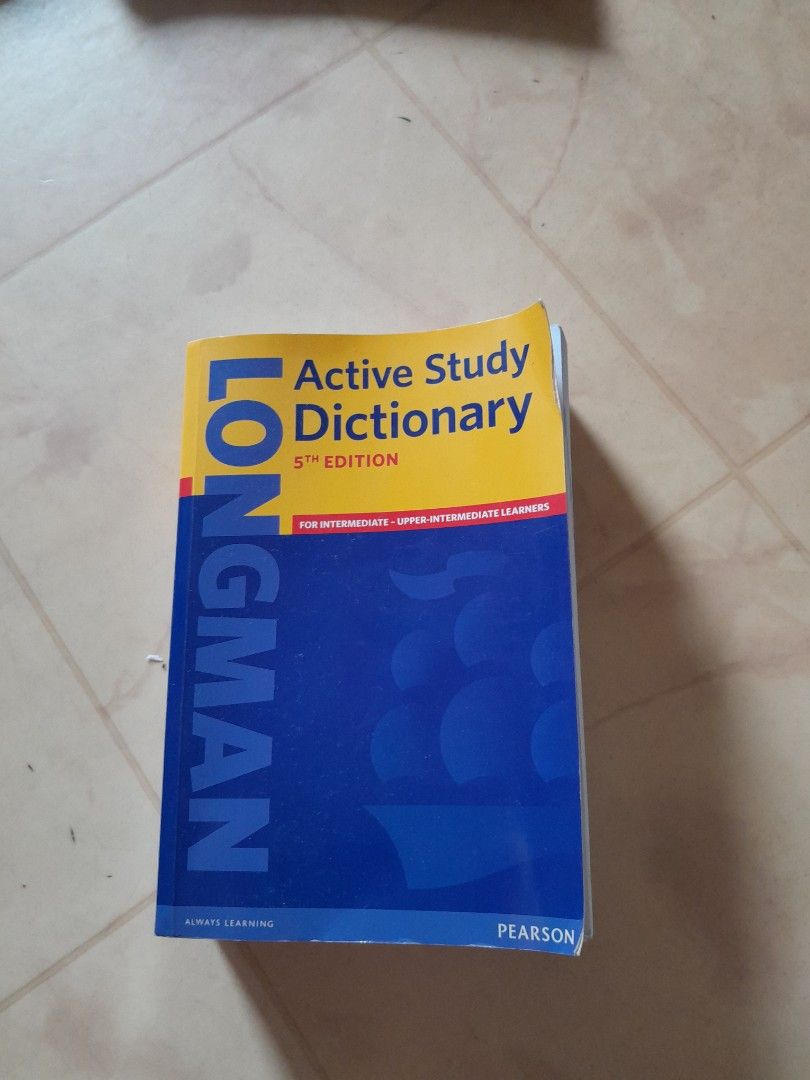 LONGMAN
Active Study
Dictionary
5TH EDITION
FOR INTERMEDIATE – UPPER-INTERMEDIATE LEARNERS
ALWAYS LEARNING
PEARSON